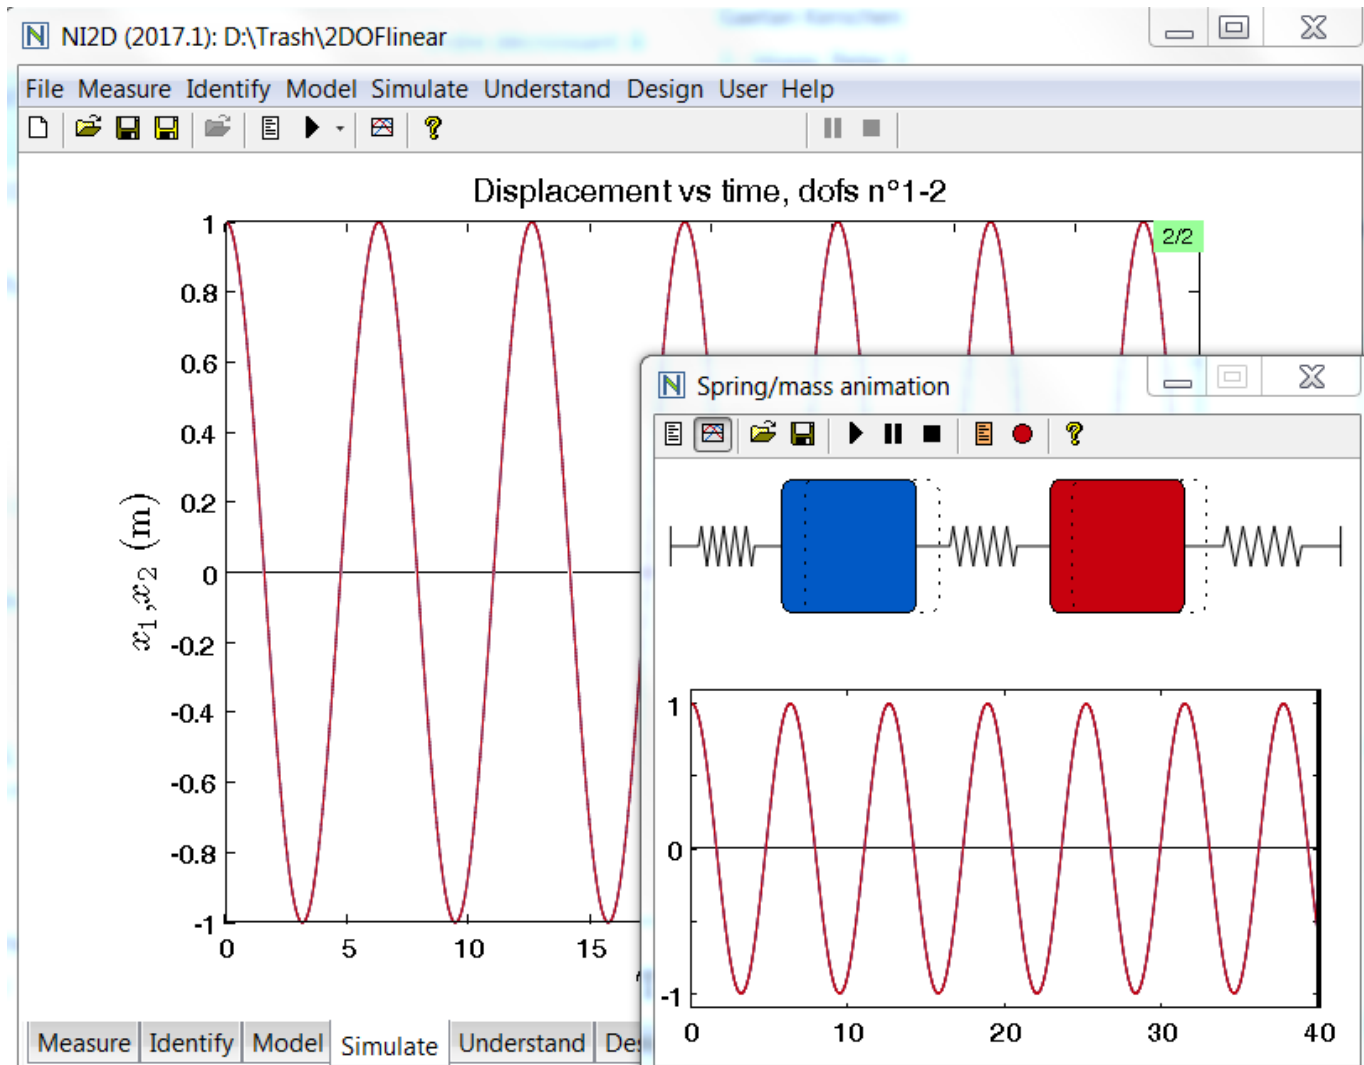 NI2D (2017.1): D:\Trash\2DOFlinear
File Measure Identify Model Simulate Understand Design User Help
Displacement vs time, dofs n°1-2
2/2
1
0.8
0.6
0.4
0.2
0
-0.2
-0.4
-0.6
-0.8
-1
x1,x2 (m)
0 5 10 15
Spring/mass animation
1
0
-1
0 10 20 30 40
Measure Identify Model Simulate Understand